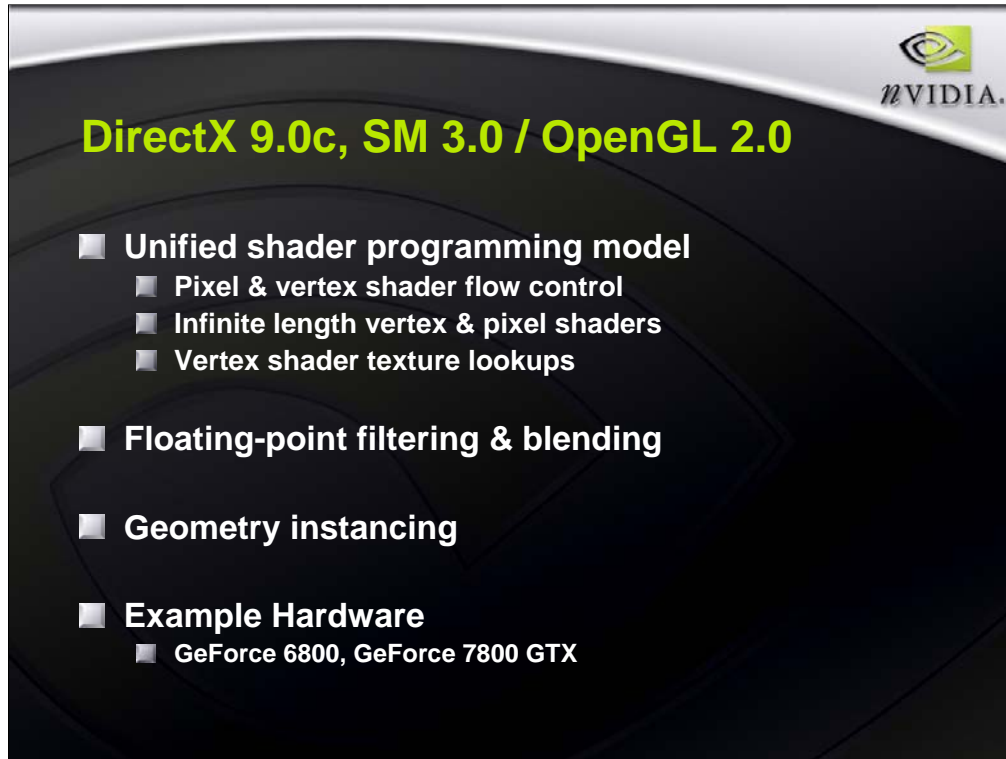 nVIDIA.
DirectX 9.0c, SM 3.0 / OpenGL 2.0
Unified shader programming model
Pixel & vertex shader flow control
Infinite length vertex & pixel shaders
Vertex shader texture lookups
Floating-point filtering & blending
Geometry instancing
Example Hardware
GeForce 6800, GeForce 7800 GTX